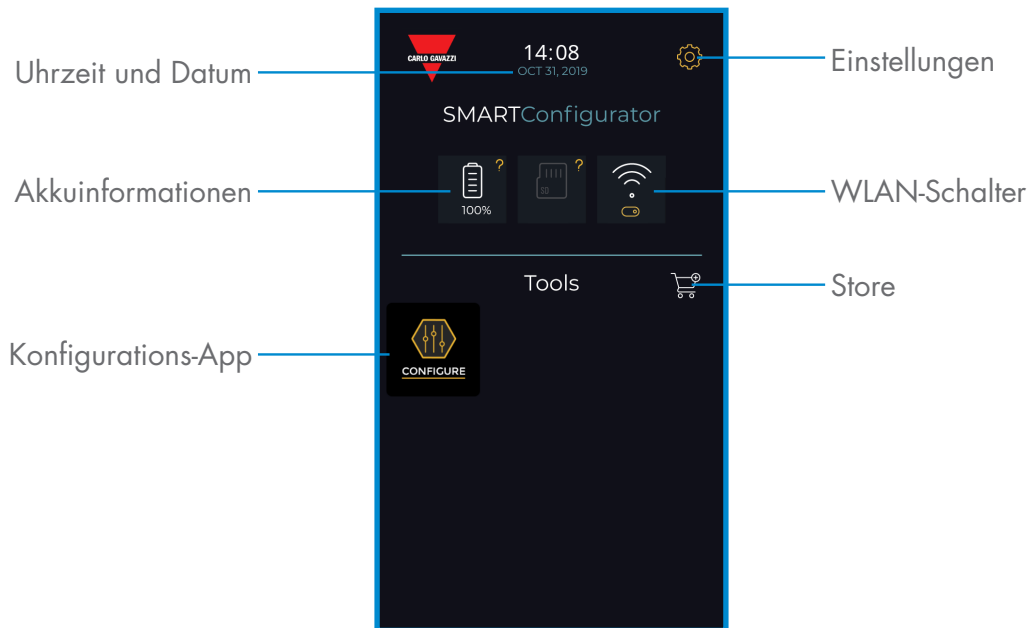 CARLO GAVAZZI
14:08
OCT 31, 2019
Uhrzeit und Datum
Einstellungen
SMARTConfigurator
Akkuinformationen
?
100%
?
SD
WLAN-Schalter
Tools
Store
Konfigurations-App
CONFIGURE